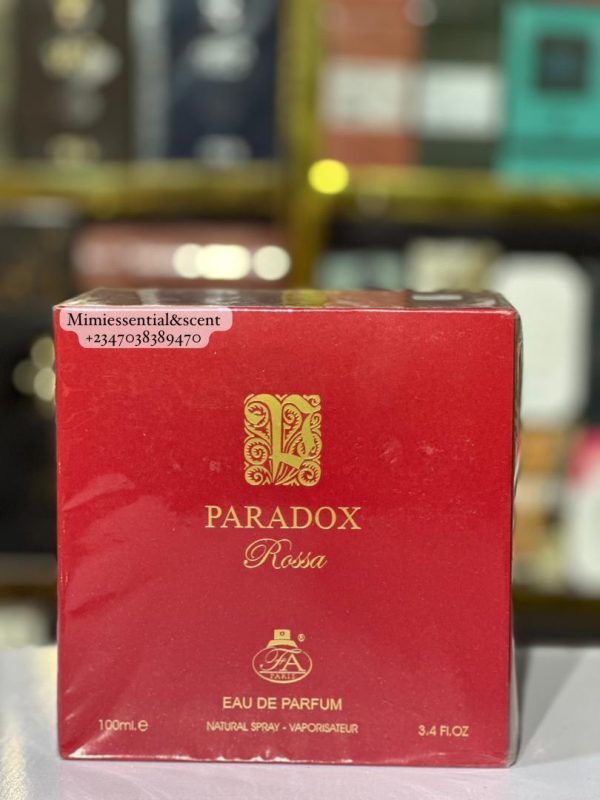 Mimiessential&scent
+2347038389470
P
PARADOX
Rossa
®
FA
PARIS
EAU DE PARFUM
100ml.e NATURAL SPRAY - VAPORISATEUR 3.4 Fl.OZ